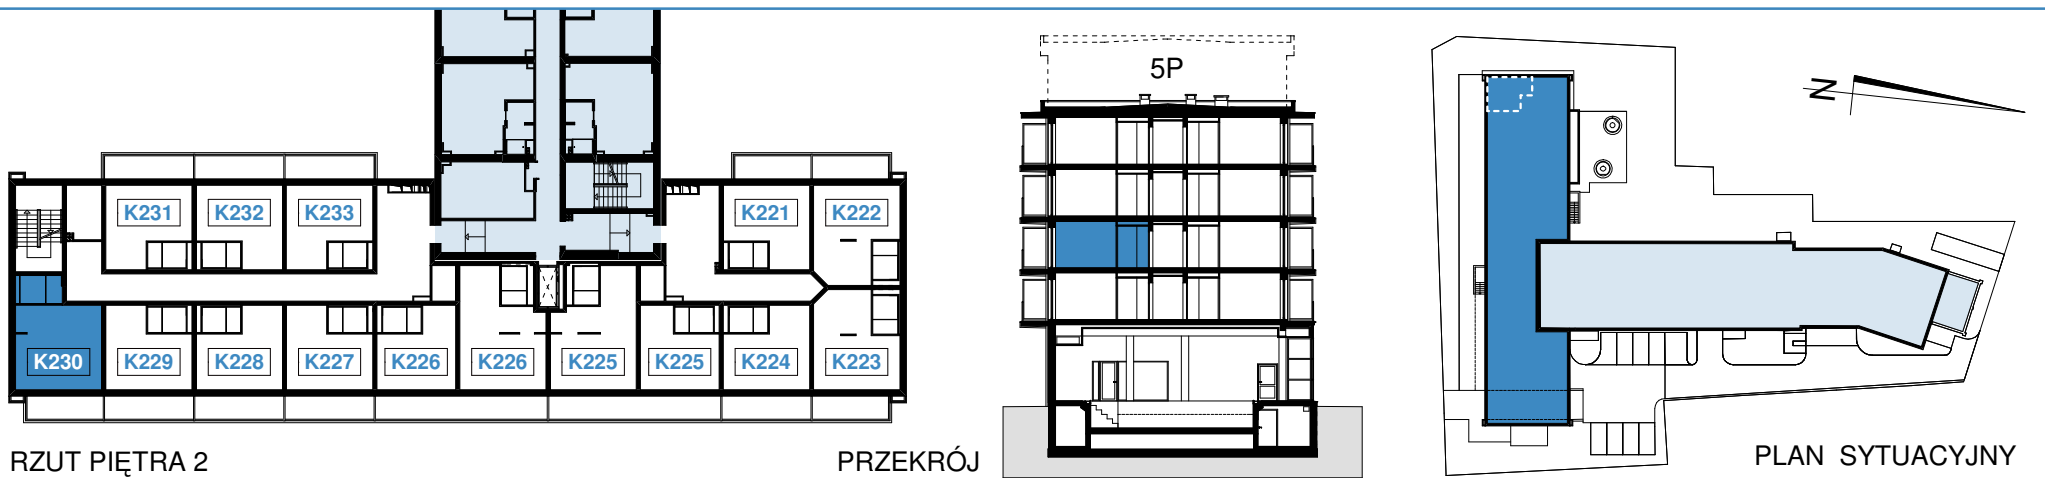 5P
N
K231 K232 K233 K221 K222
K230 K229 K228 K227 K226 K226 K225 K225 K224 K223
RZUT PIĘTRA 2
PRZEKRÓJ
PLAN SYTUACYJNY